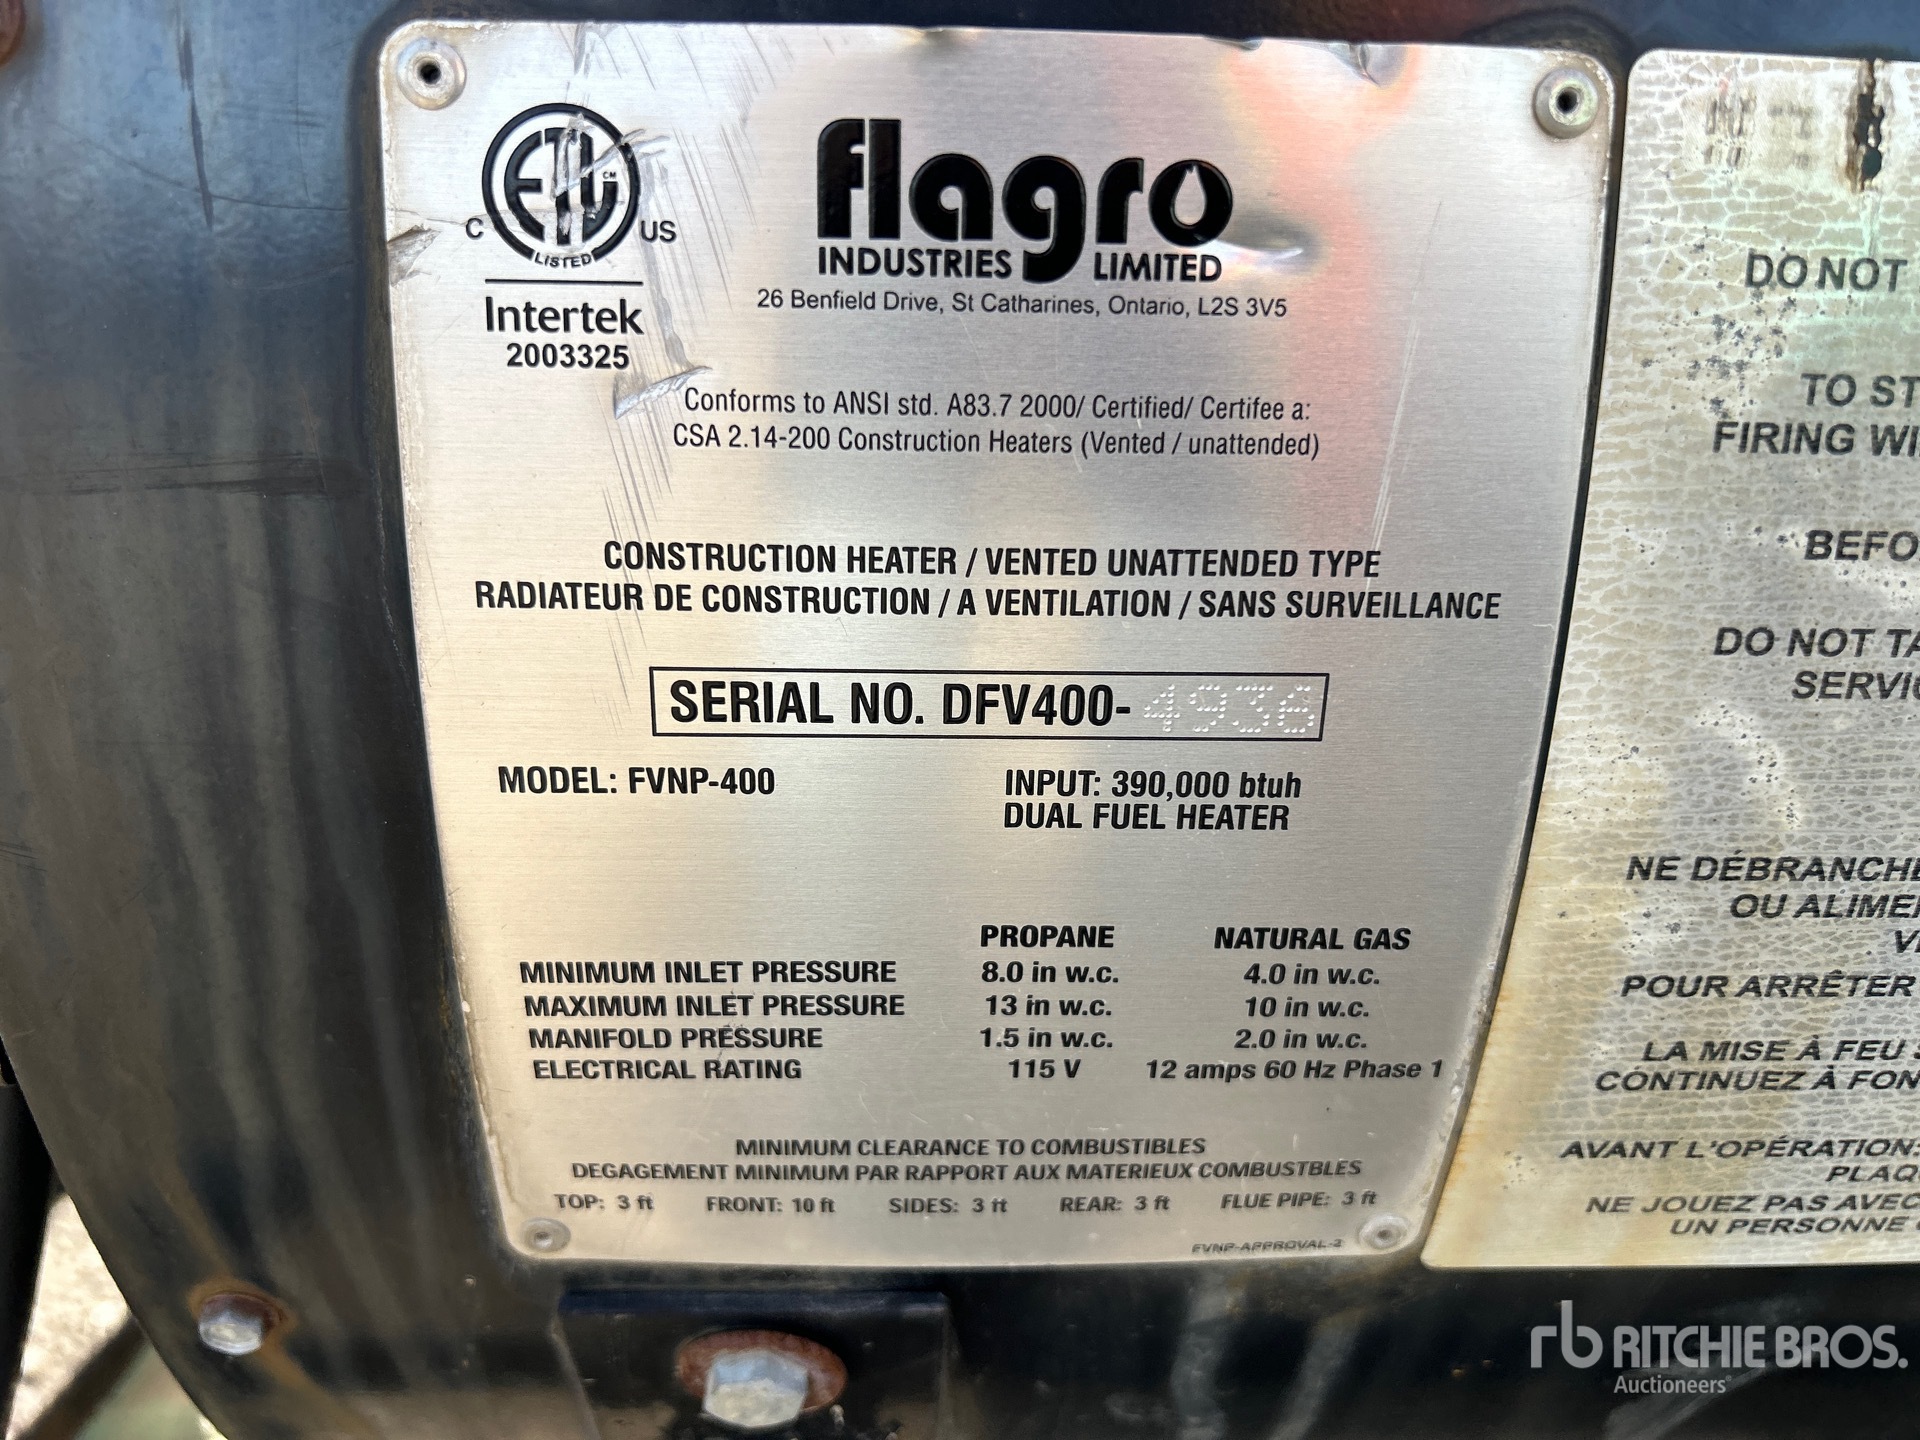 C ETL CM US
LISTED
Intertek
2003325
flagro
INDUSTRIES LIMITED
26 Benfield Drive, St Catharines, Ontario, L2S 3V5
Conforms to ANSI std. A83.7 2000/ Certified/ Certifee a:
CSA 2.14-200 Construction Heaters (Vented / unattended)
CONSTRUCTION HEATER / VENTED UNATTENDED TYPE
RADIATEUR DE CONSTRUCTION / A VENTILATION / SANS SURVEILLANCE
SERIAL NO. DFV400-4936
MODEL: FVNP-400 INPUT: 390,000 btuh
DUAL FUEL HEATER
PROPANE NATURAL GAS
MINIMUM INLET PRESSURE 8.0 in w.c. 4.0 in w.c.
MAXIMUM INLET PRESSURE 13 in w.c. 10 in w.c.
MANIFOLD PRESSURE 1.5 in w.c. 2.0 in w.c.
ELECTRICAL RATING 115 V 12 amps 60 Hz Phase 1
MINIMUM CLEARANCE TO COMBUSTIBLES
DEGAGEMENT MINIMUM PAR RAPPORT AUX MATERIEUX COMBUSTBLES
TOP: 3 ft FRONT: 10 ft SIDES: 3 ft REAR: 3 ft FLUE PIPE: 3 ft
FVNP-APPROVAL-2
DO NOT
TO ST
FIRING WI
BEFO
DO NOT TA
SERVI
NE DÉBRANCHE
OU ALIME
V
POUR ARRÊTER
LA MISE À FEU
CONTINUEZ À FON
AVANT L'OPÉRATION:
PLAQ
NE JOUEZ PAS AVEC
UN PERSONNE
rb RITCHIE BROS.
Auctioneers